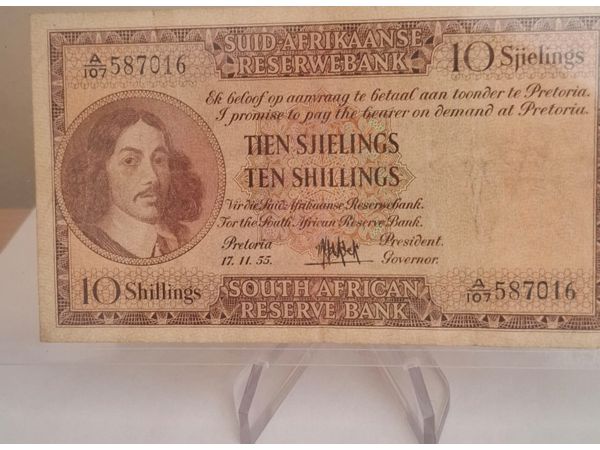 SUID-AFRIKAANSE
RESERWEBANK
10 Sjielings
A/107 587016
Ek beloof op aanvraag te betaal aan toonder te Pretoria.
I promise to pay the bearer on demand at Pretoria.
TIEN SJIELINGS
TEN SHILLINGS
Vir die Suid-Afrikaanse Reserwebank.
For the South African Reserve Bank.
Pretoria
President.
17. 11. 55.
Governor.
10 Shillings
SOUTH AFRICAN
RESERVE BANK
A/107 587016